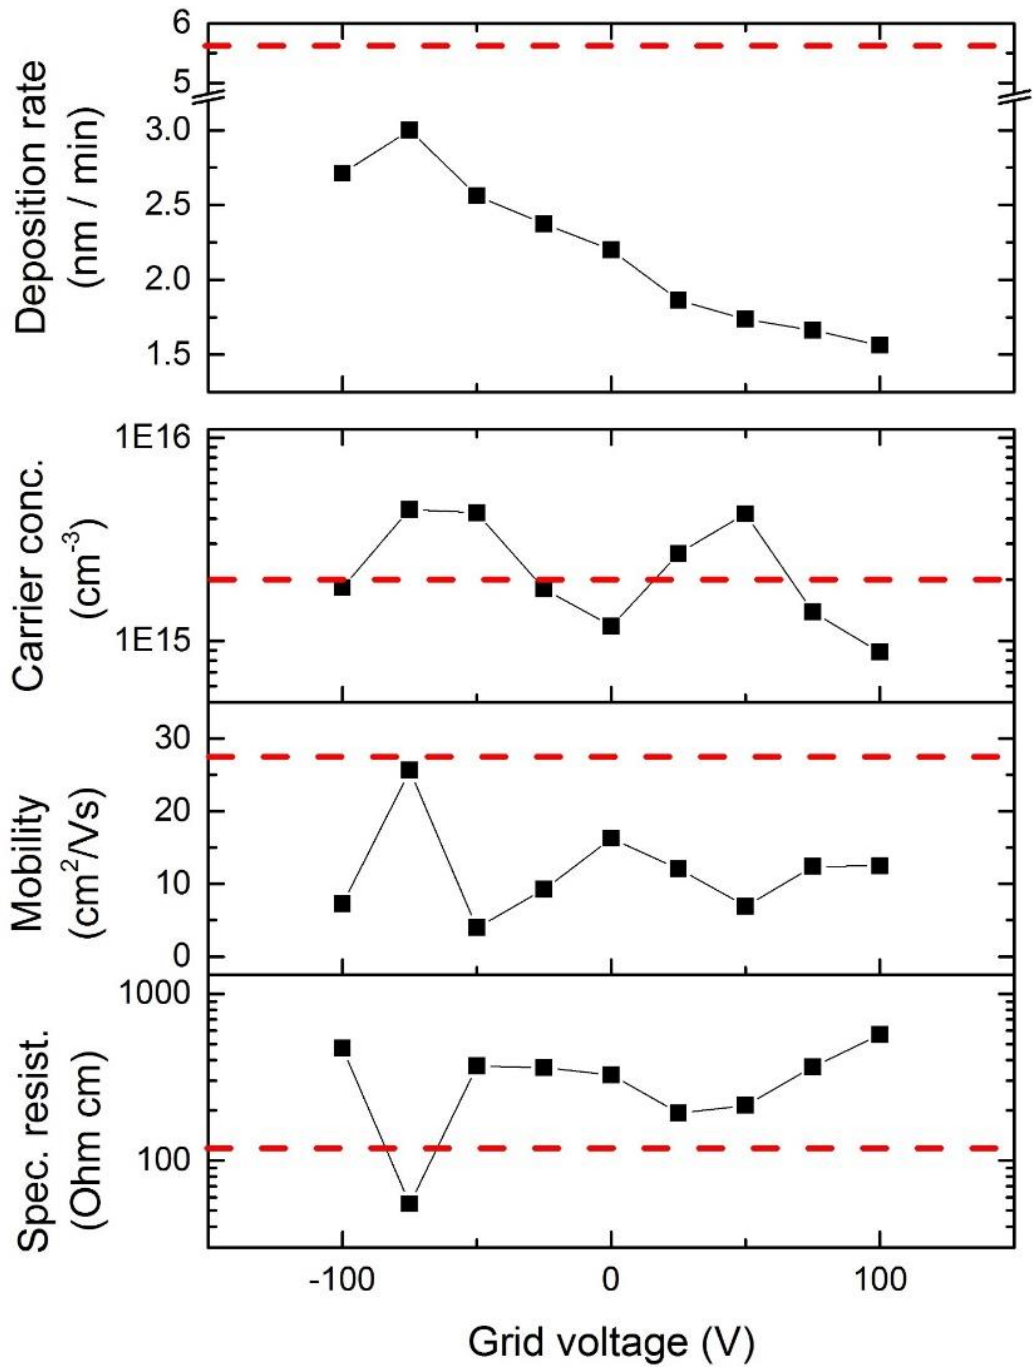 Deposition rate
(nm / min)
6
5
3.0
2.5
2.0
1.5
Carrier conc.
(cm⁻³)
1E16
1E15
Mobility
(cm²/Vs)
30
20
10
0
Spec. resist.
(Ohm cm)
1000
100
-100 0 100
Grid voltage (V)